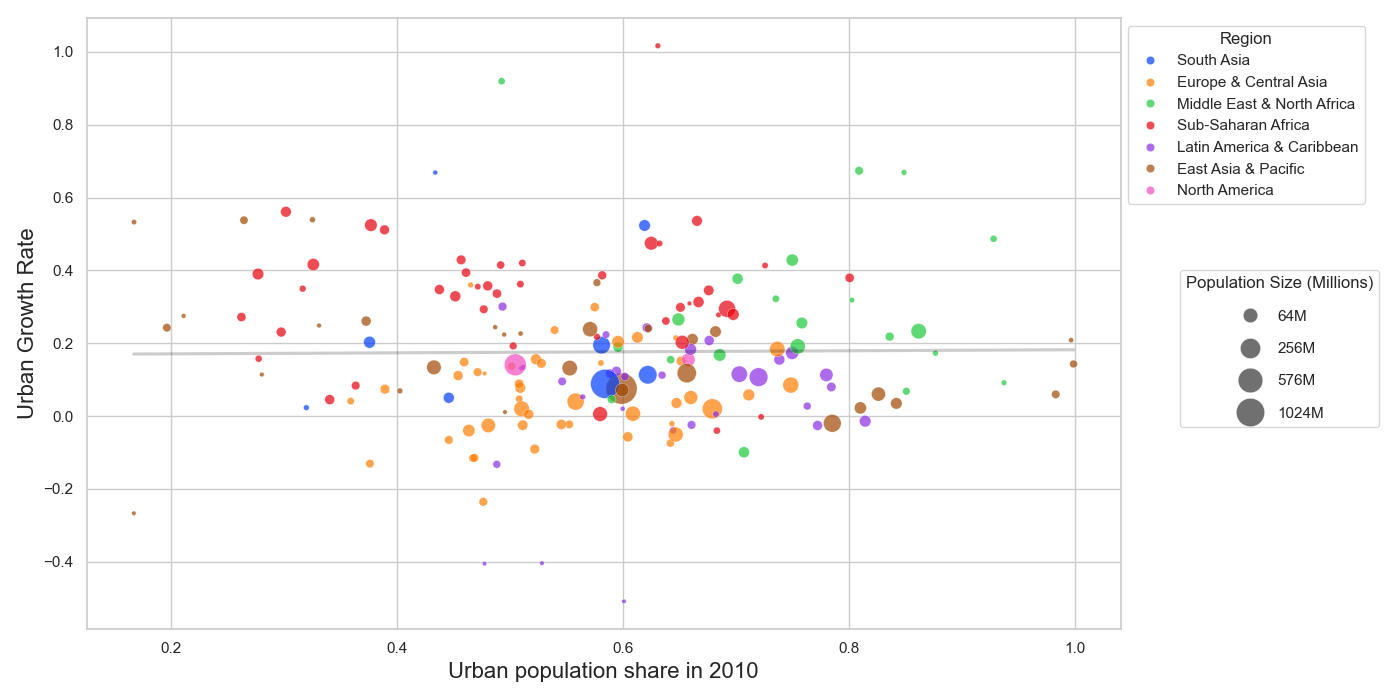 Region
South Asia
Europe & Central Asia
Middle East & North Africa
Sub-Saharan Africa
Latin America & Caribbean
East Asia & Pacific
North America
Population Size (Millions)
64M
256M
576M
1024M
Urban Growth Rate
1.0
0.8
0.6
0.4
0.2
0.0
−0.2
−0.4
0.2 0.4 0.6 0.8 1.0
Urban population share in 2010